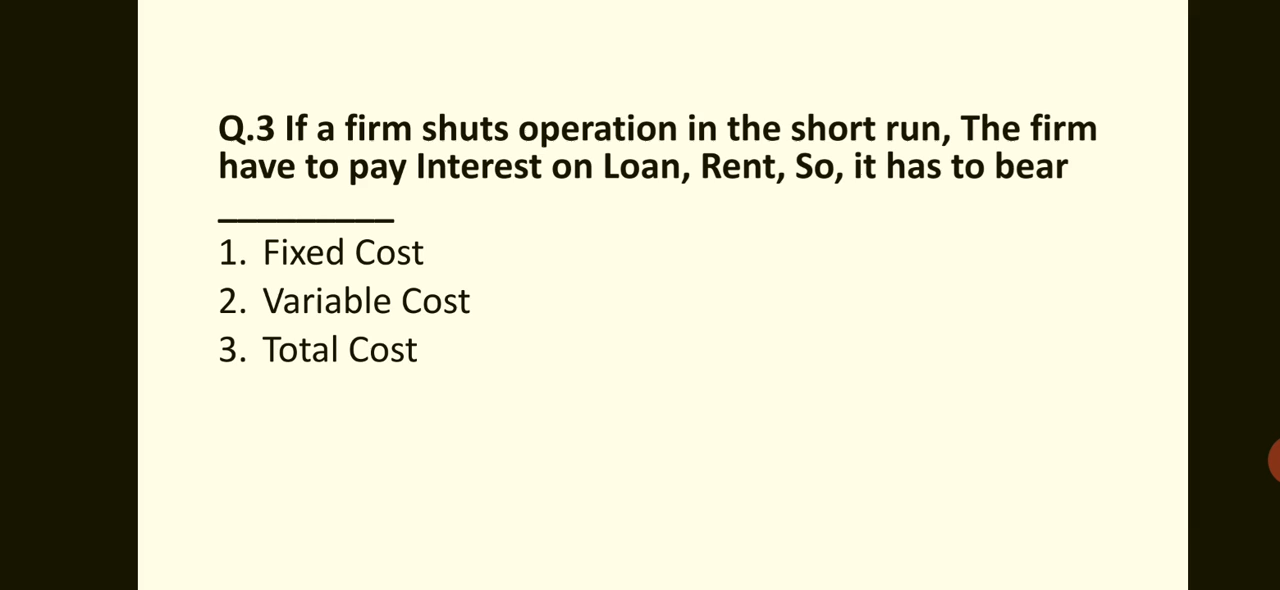 Q.3 If a firm shuts operation in the short run, The firm
have to pay Interest on Loan, Rent, So, it has to bear
_________
1. Fixed Cost
2. Variable Cost
3. Total Cost